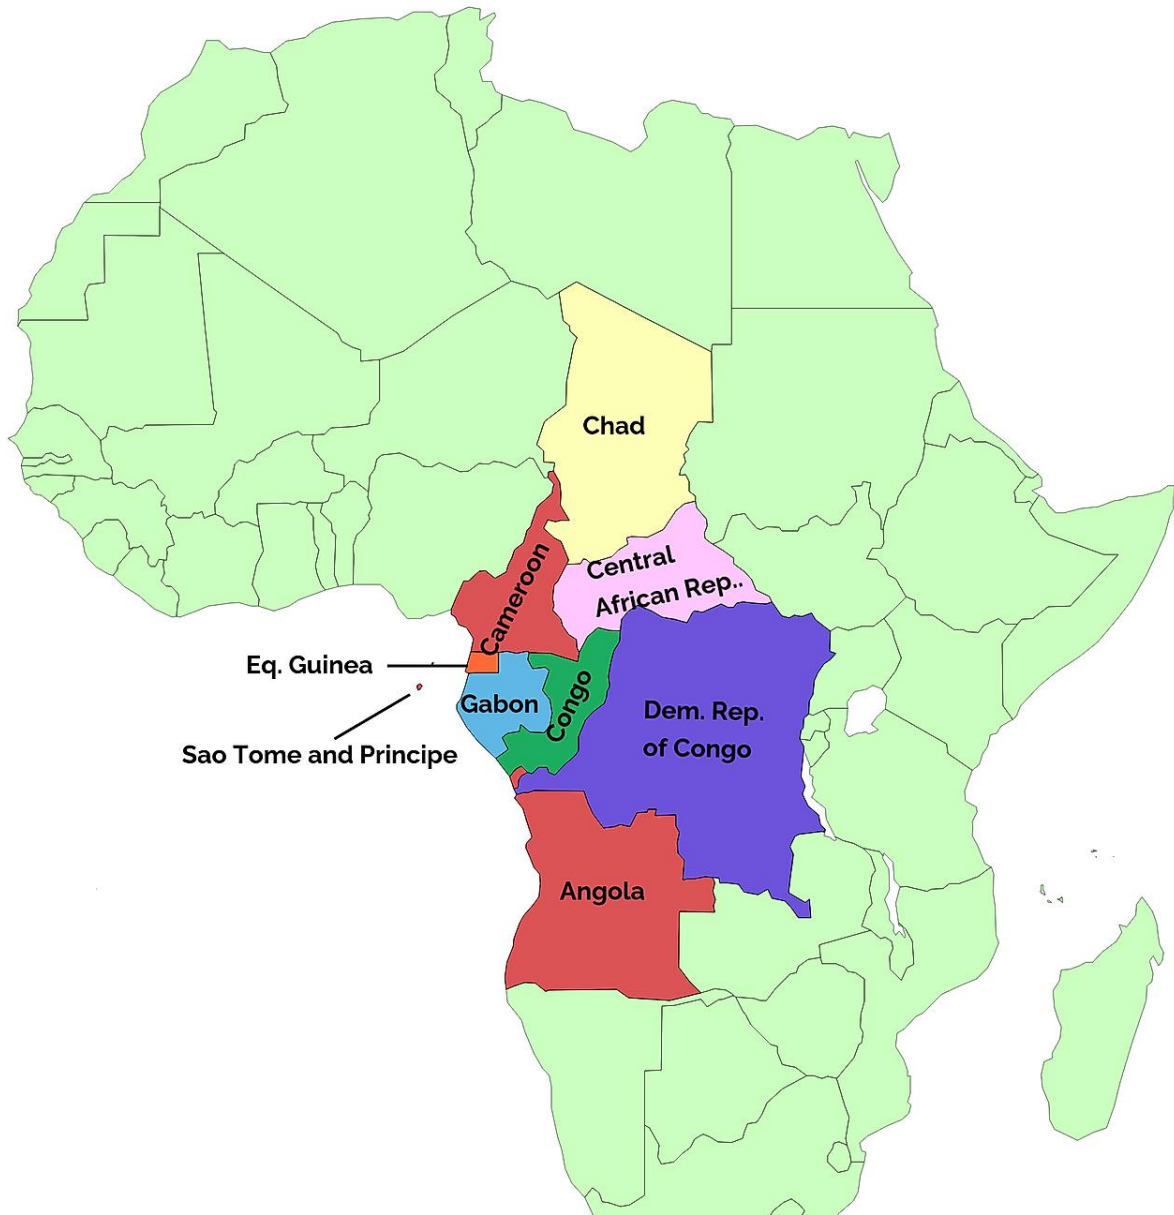 Chad
Central
African Rep..
Cameroon
Eq. Guinea
Gabon
Congo
Dem. Rep.
of Congo
Sao Tome and Principe
Angola